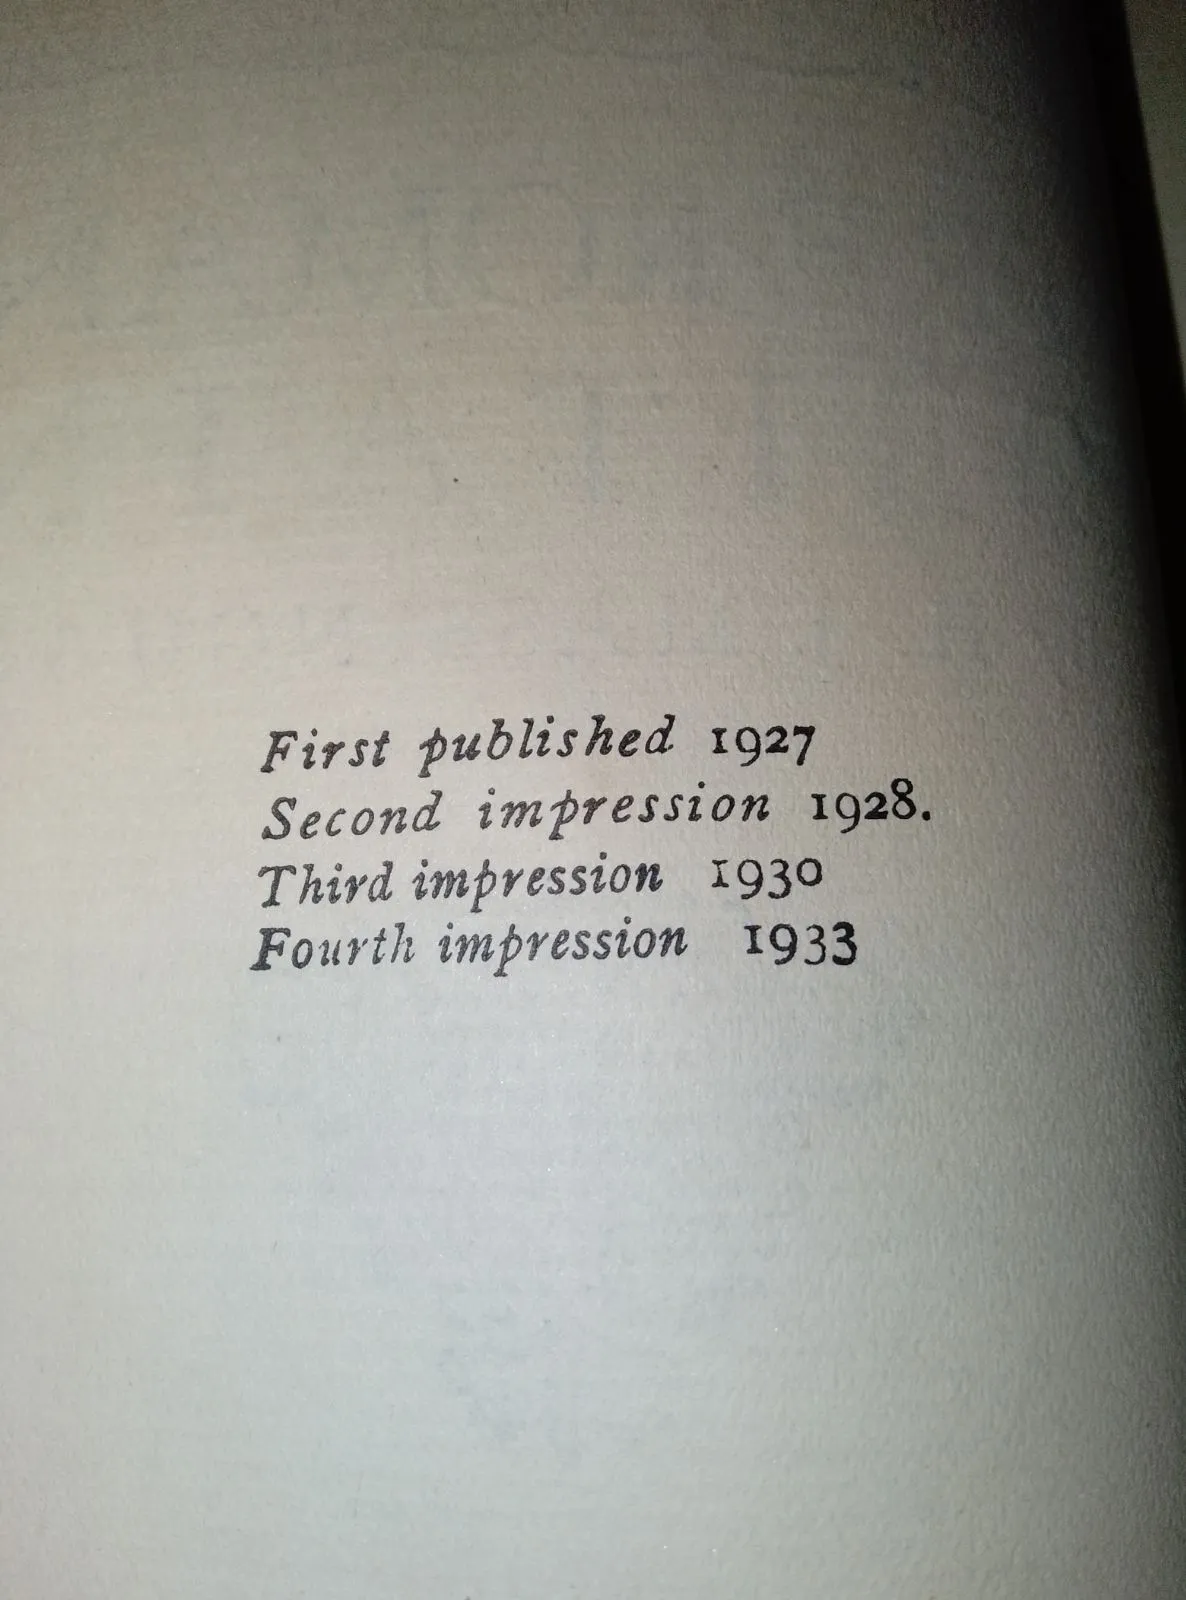 First published 1927
Second impression 1928.
Third impression 1930
Fourth impression 1933